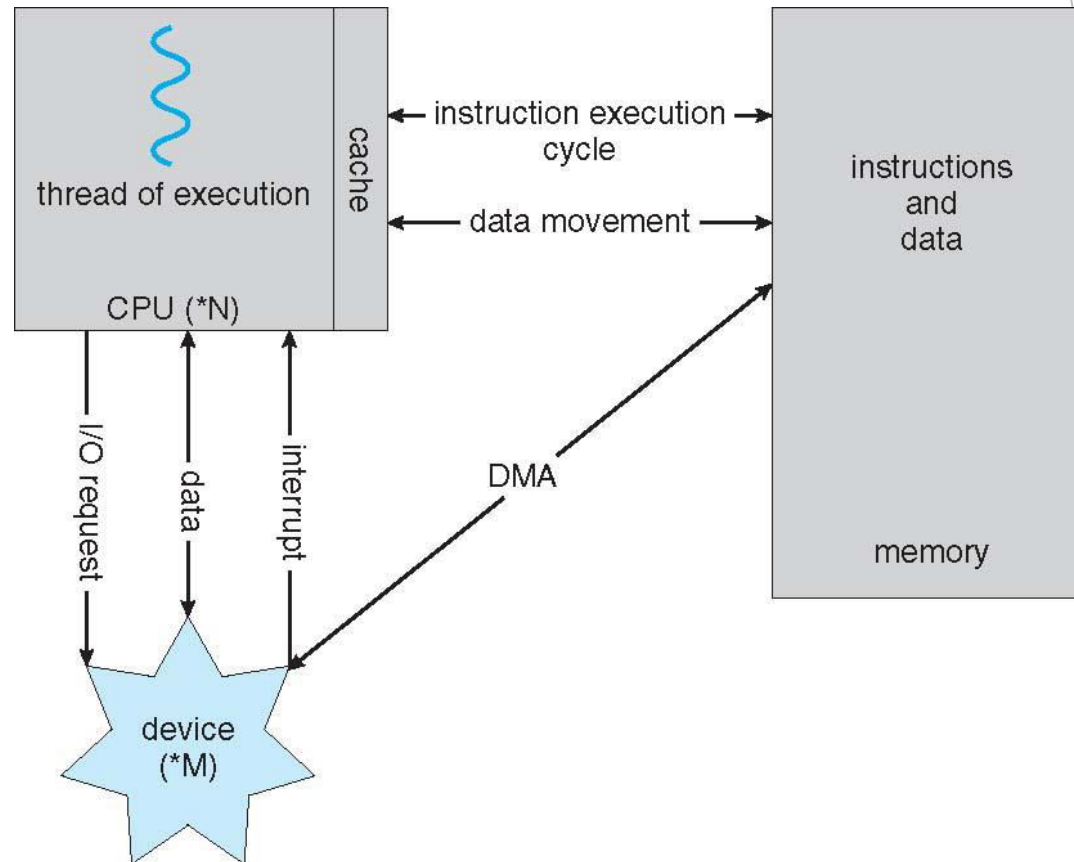 thread of execution
cache
CPU (*N)
instruction execution
cycle
data movement
instructions
and
data
memory
I/O request
data
interrupt
DMA
device
(*M)